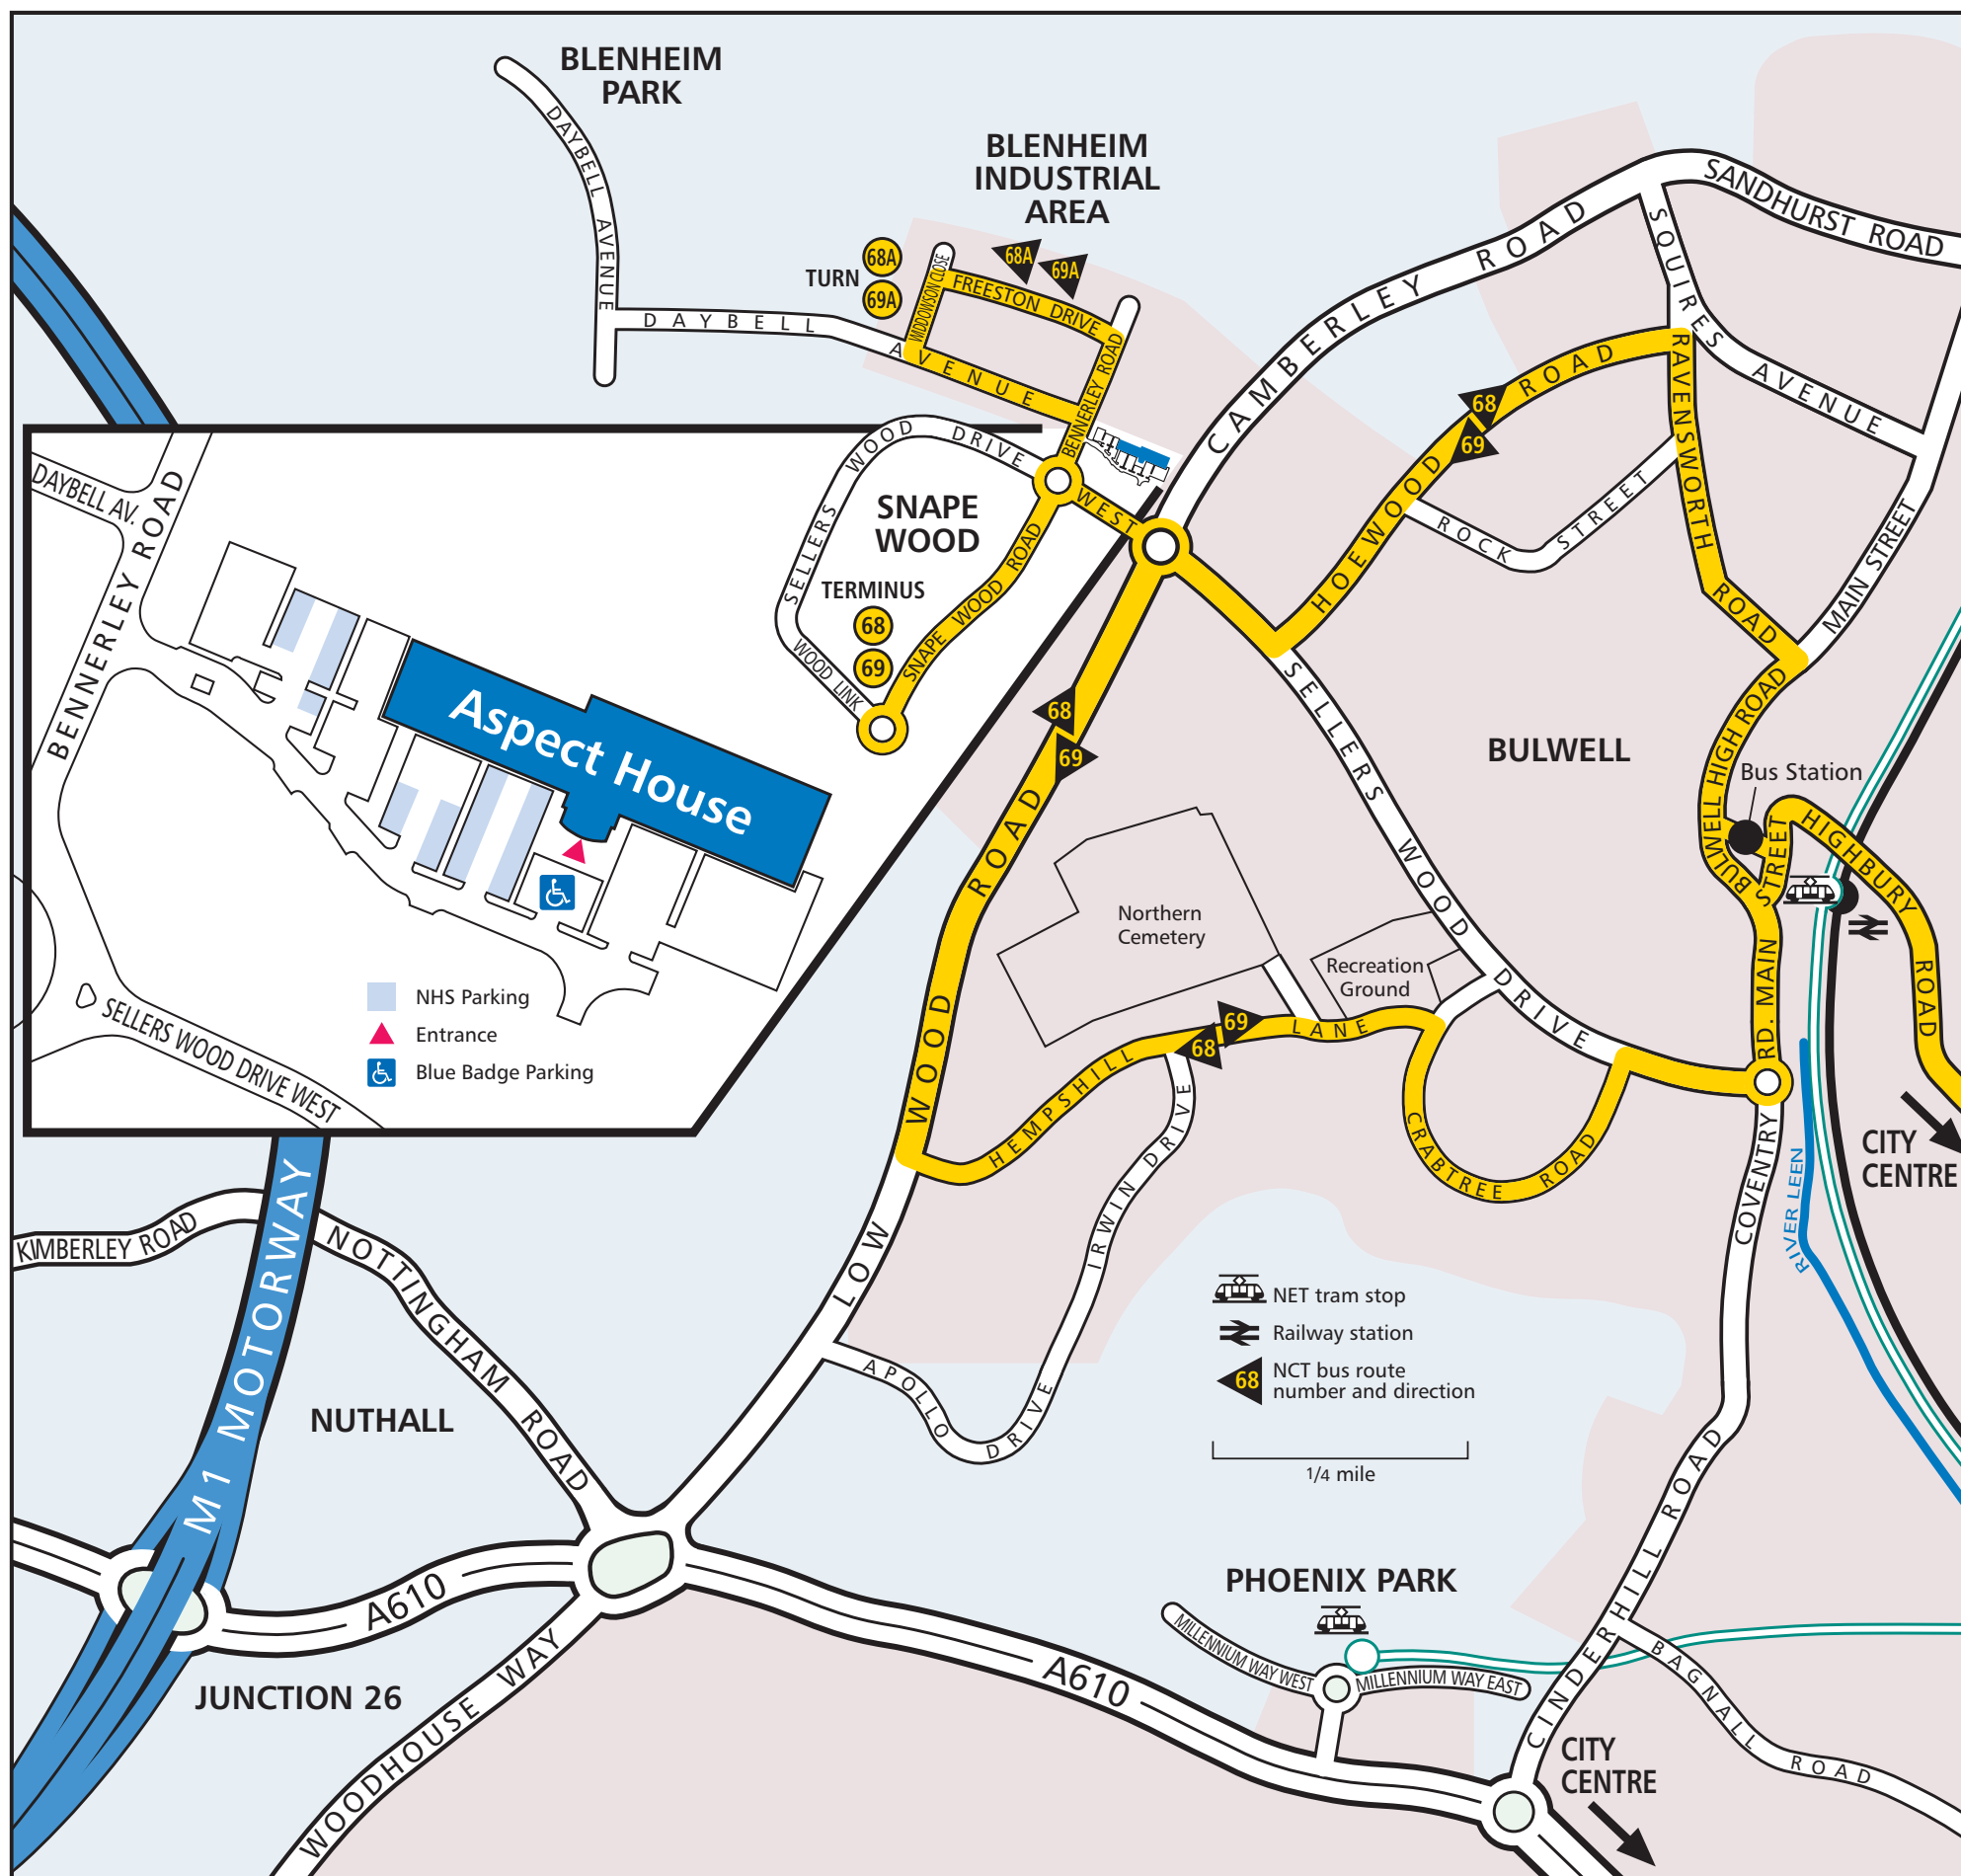 BLENHEIM
PARK
DAYBELL AVENUE
BLENHEIM
INDUSTRIAL
AREA
SANDHURST ROAD
CAMBERLEY ROAD
SQUIRES AVENUE
68A
69A
TURN
68A
69A
WIDDOWSON CLOSE
FREESTON DRIVE
DAYBELL AVENUE
BENNERLEY ROAD
HOEWOOD ROAD
68
69
RAVENSWORTH ROAD
ROCK STREET
MAIN STREET
SELLERS WOOD DRIVE WEST
SNAPE
WOOD
TERMINUS
68
69
SNAPE WOOD ROAD
WOOD LINK
DAYBELL AV.
BENNERLEY ROAD
Aspect House
NHS Parking
Entrance
Blue Badge Parking
SELLERS WOOD DRIVE WEST
68
69
SELLERS WOOD DRIVE
BULWELL
Bus Station
BULWELL HIGH ROAD
MAIN STREET
HIGHBURY ROAD
Northern
Cemetery
Recreation
Ground
LOW WOOD ROAD
HEMPSHILL LANE
69
68
CRABTREE ROAD
COVENTRY RD.
CITY
CENTRE
RIVER LEEN
IRWIN DRIVE
KIMBERLEY ROAD
NOTTINGHAM ROAD
M1 MOTORWAY
NUTHALL
APOLLO DRIVE
NET tram stop
Railway station
68
NCT bus route
number and direction
1/4 mile
A610
JUNCTION 26
WOODHOUSE WAY
A610
PHOENIX PARK
MILLENNIUM WAY WEST
MILLENNIUM WAY EAST
CINDERHILL ROAD
BAGNALL ROAD
CITY
CENTRE